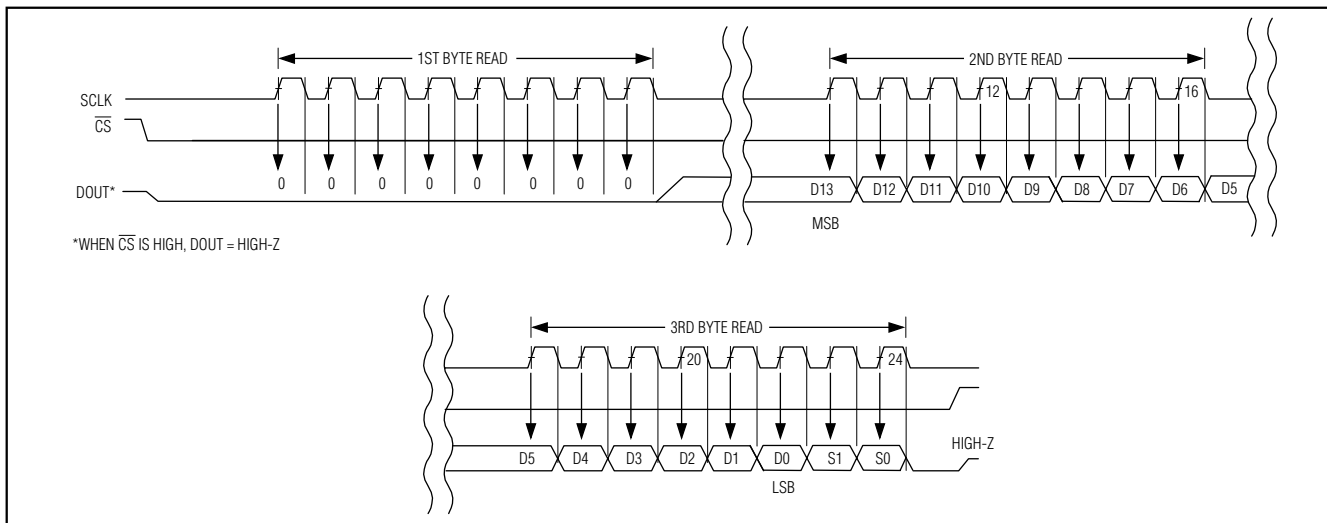 1ST BYTE READ 2ND BYTE READ
SCLK 12 16
CS
0 0 0 0 0 0 0 0 D13 D12 D11 D10 D9 D8 D7 D6 D5
DOUT*
MSB
*WHEN CS IS HIGH, DOUT = HIGH-Z
3RD BYTE READ
20 24
HIGH-Z
D5 D4 D3 D2 D1 D0 S1 S0
LSB